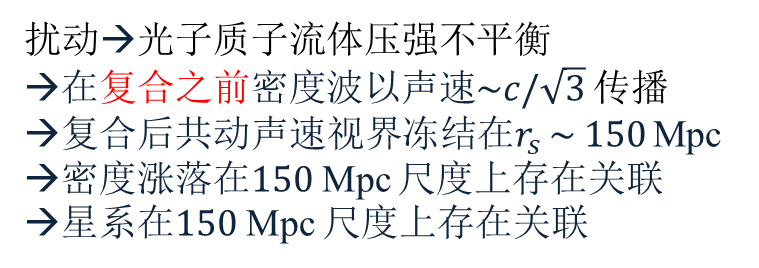 扰动→光子质子流体压强不平衡
→在复合之前密度波以声速~c/√3 传播
→复合后共动声速视界冻结在rₛ ~ 150 Mpc
→密度涨落在150 Mpc 尺度上存在关联
→星系在150 Mpc 尺度上存在关联